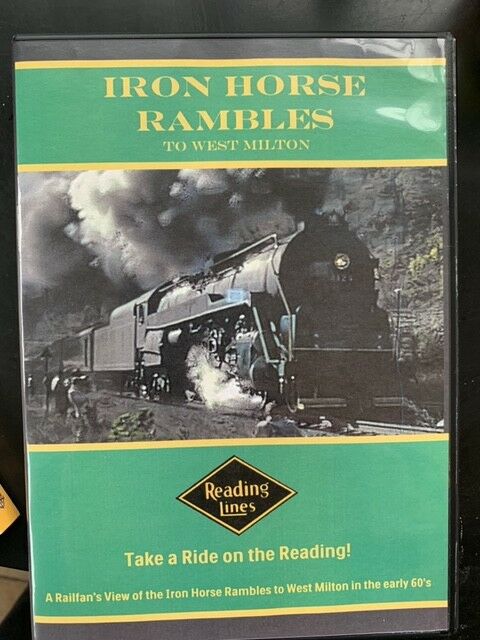 IRON HORSE
RAMBLES
TO WEST MILTON
Reading
Lines
Take a Ride on the Reading!
A Railfan's View of the Iron Horse Rambles to West Milton in the early 60's